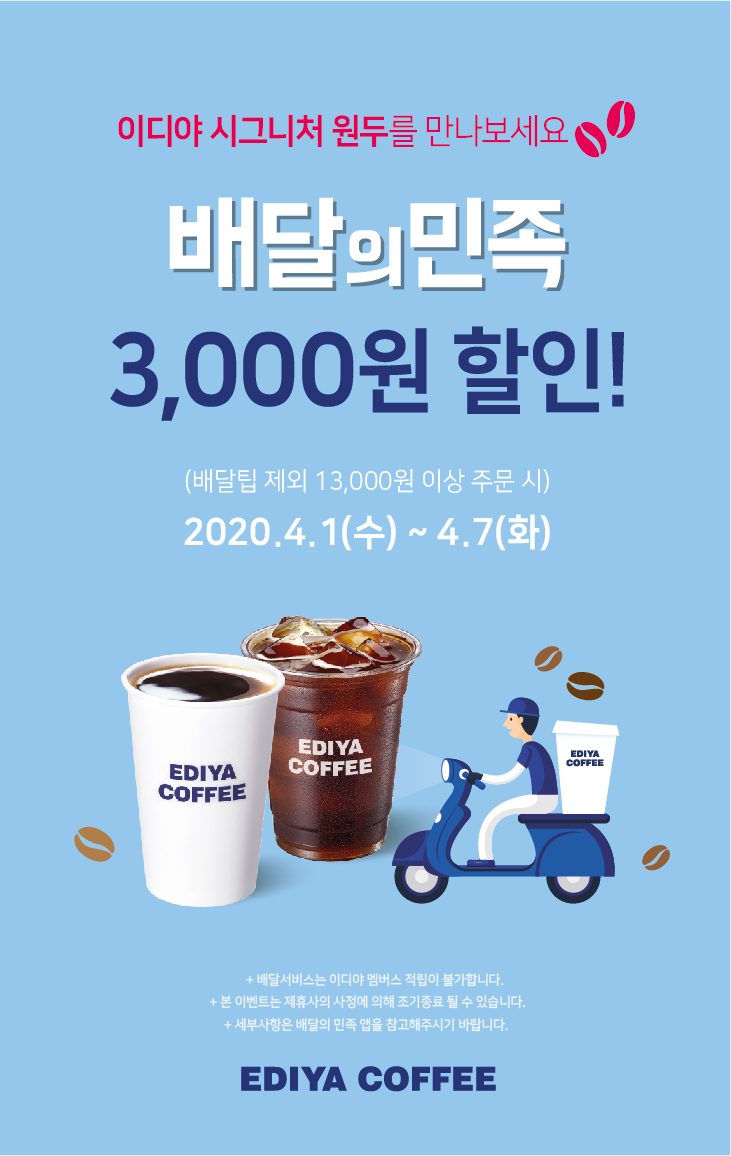 이디야 시그니처 원두를 만나보세요
배달의민족
3,000원 할인!
(배달팁 제외 13,000원 이상 주문 시)
2020.4.1(수) ~ 4.7(화)
EDIYA
COFFEE
EDIYA
COFFEE
EDIYA
COFFEE
+ 배달서비스는 이디야 멤버스 적립이 불가합니다.
+ 본 이벤트는 제휴사의 사정에 의해 조기종료 될 수 있습니다.
+ 세부사항은 배달의 민족 앱을 참고해주시기 바랍니다.
EDIYA COFFEE